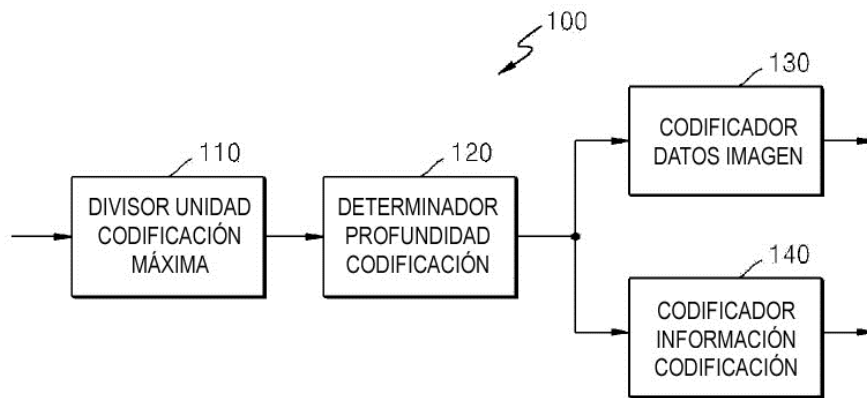 100
110
DIVISOR UNIDAD
CODIFICACIÓN
MÁXIMA
120
DETERMINADOR
PROFUNDIDAD
CODIFICACIÓN
130
CODIFICADOR
DATOS IMAGEN
140
CODIFICADOR
INFORMACIÓN
CODIFICACIÓN